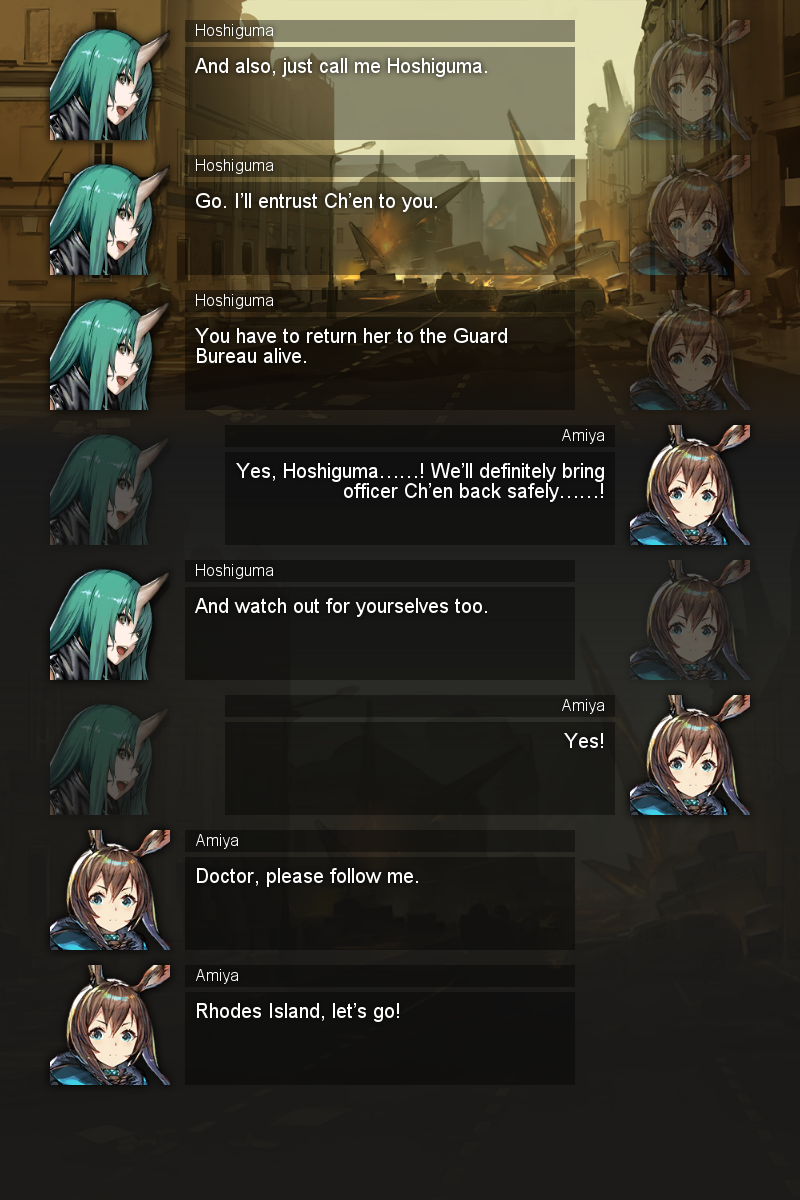 Hoshiguma
And also, just call me Hoshiguma.
Hoshiguma
Go. I’ll entrust Ch’en to you.
Hoshiguma
You have to return her to the Guard
Bureau alive.
Amiya
Yes, Hoshiguma……! We’ll definitely bring
officer Ch’en back safely……!
Hoshiguma
And watch out for yourselves too.
Amiya
Yes!
Amiya
Doctor, please follow me.
Amiya
Rhodes Island, let’s go!